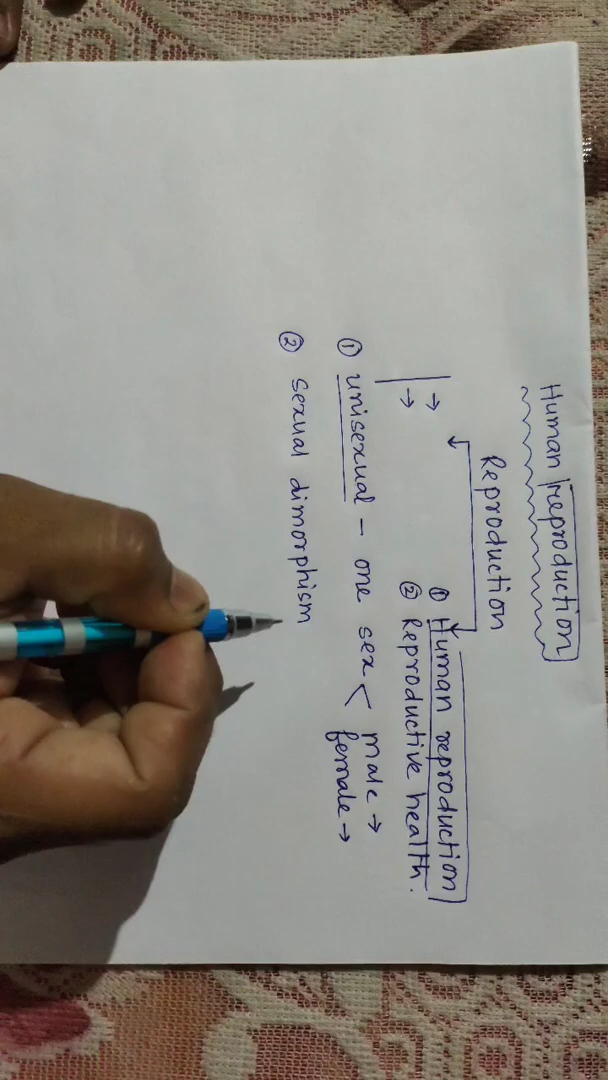 Human reproduction
Reproduction
① Human reproduction
② Reproductive health.
① unisexual - one sex < male →
female →
② sexual dimorphism